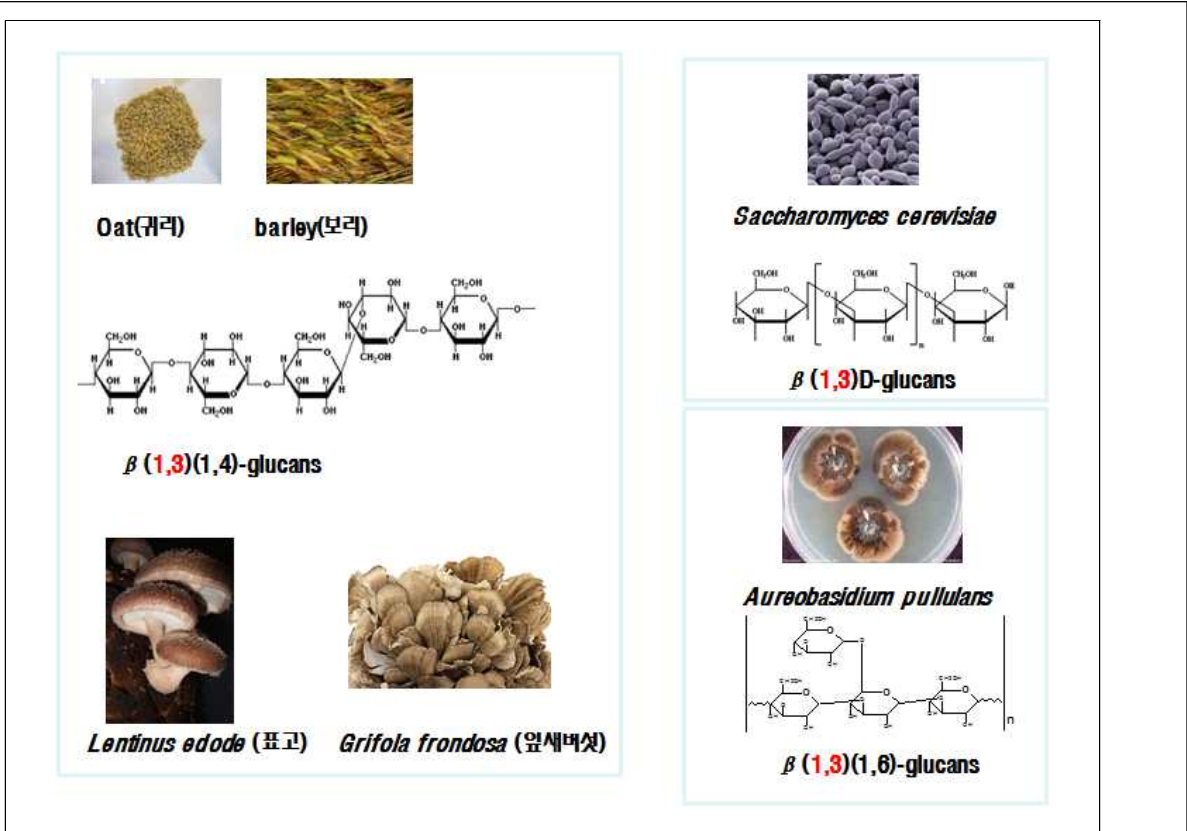 Oat(귀리)
barley(보리)
β (1,3)(1,4)-glucans
Lentinus edode (표고)
Grifola frondosa (잎새버섯)
Saccharomyces cerevisiae
β (1,3)D-glucans
Aureobasidium pullulans
β (1,3)(1,6)-glucans